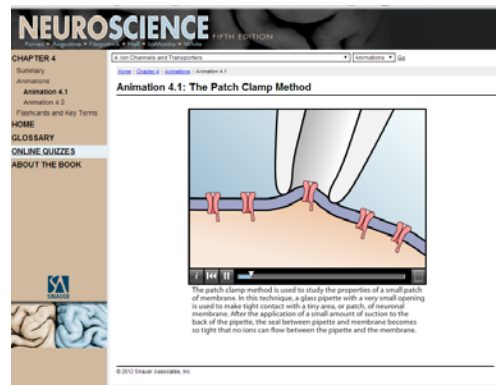 NEUROSCIENCE FIFTH EDITION
Purves • Augustine • Fitzpatrick • Hall • LaMantia • White
CHAPTER 4
Summary
Animations
Animation 4.1
Animation 4.2
Flashcards and Key Terms
HOME
GLOSSARY
ONLINE QUIZZES
ABOUT THE BOOK
SA
SINAUER
4. Ion Channels and Transporters
Animations
Go
Home : Chapter 4 : Animations : Animation 4.1
Animation 4.1: The Patch Clamp Method
The patch clamp method is used to study the properties of a small patch
of membrane. In this technique, a glass pipette with a very small opening
is used to make tight contact with a tiny area, or patch, of neuronal
membrane. After the application of a small amount of suction to the
back of the pipette, the seal between pipette and membrane becomes
so tight that no ions can flow between the pipette and the membrane.
© 2012 Sinauer Associates, Inc.